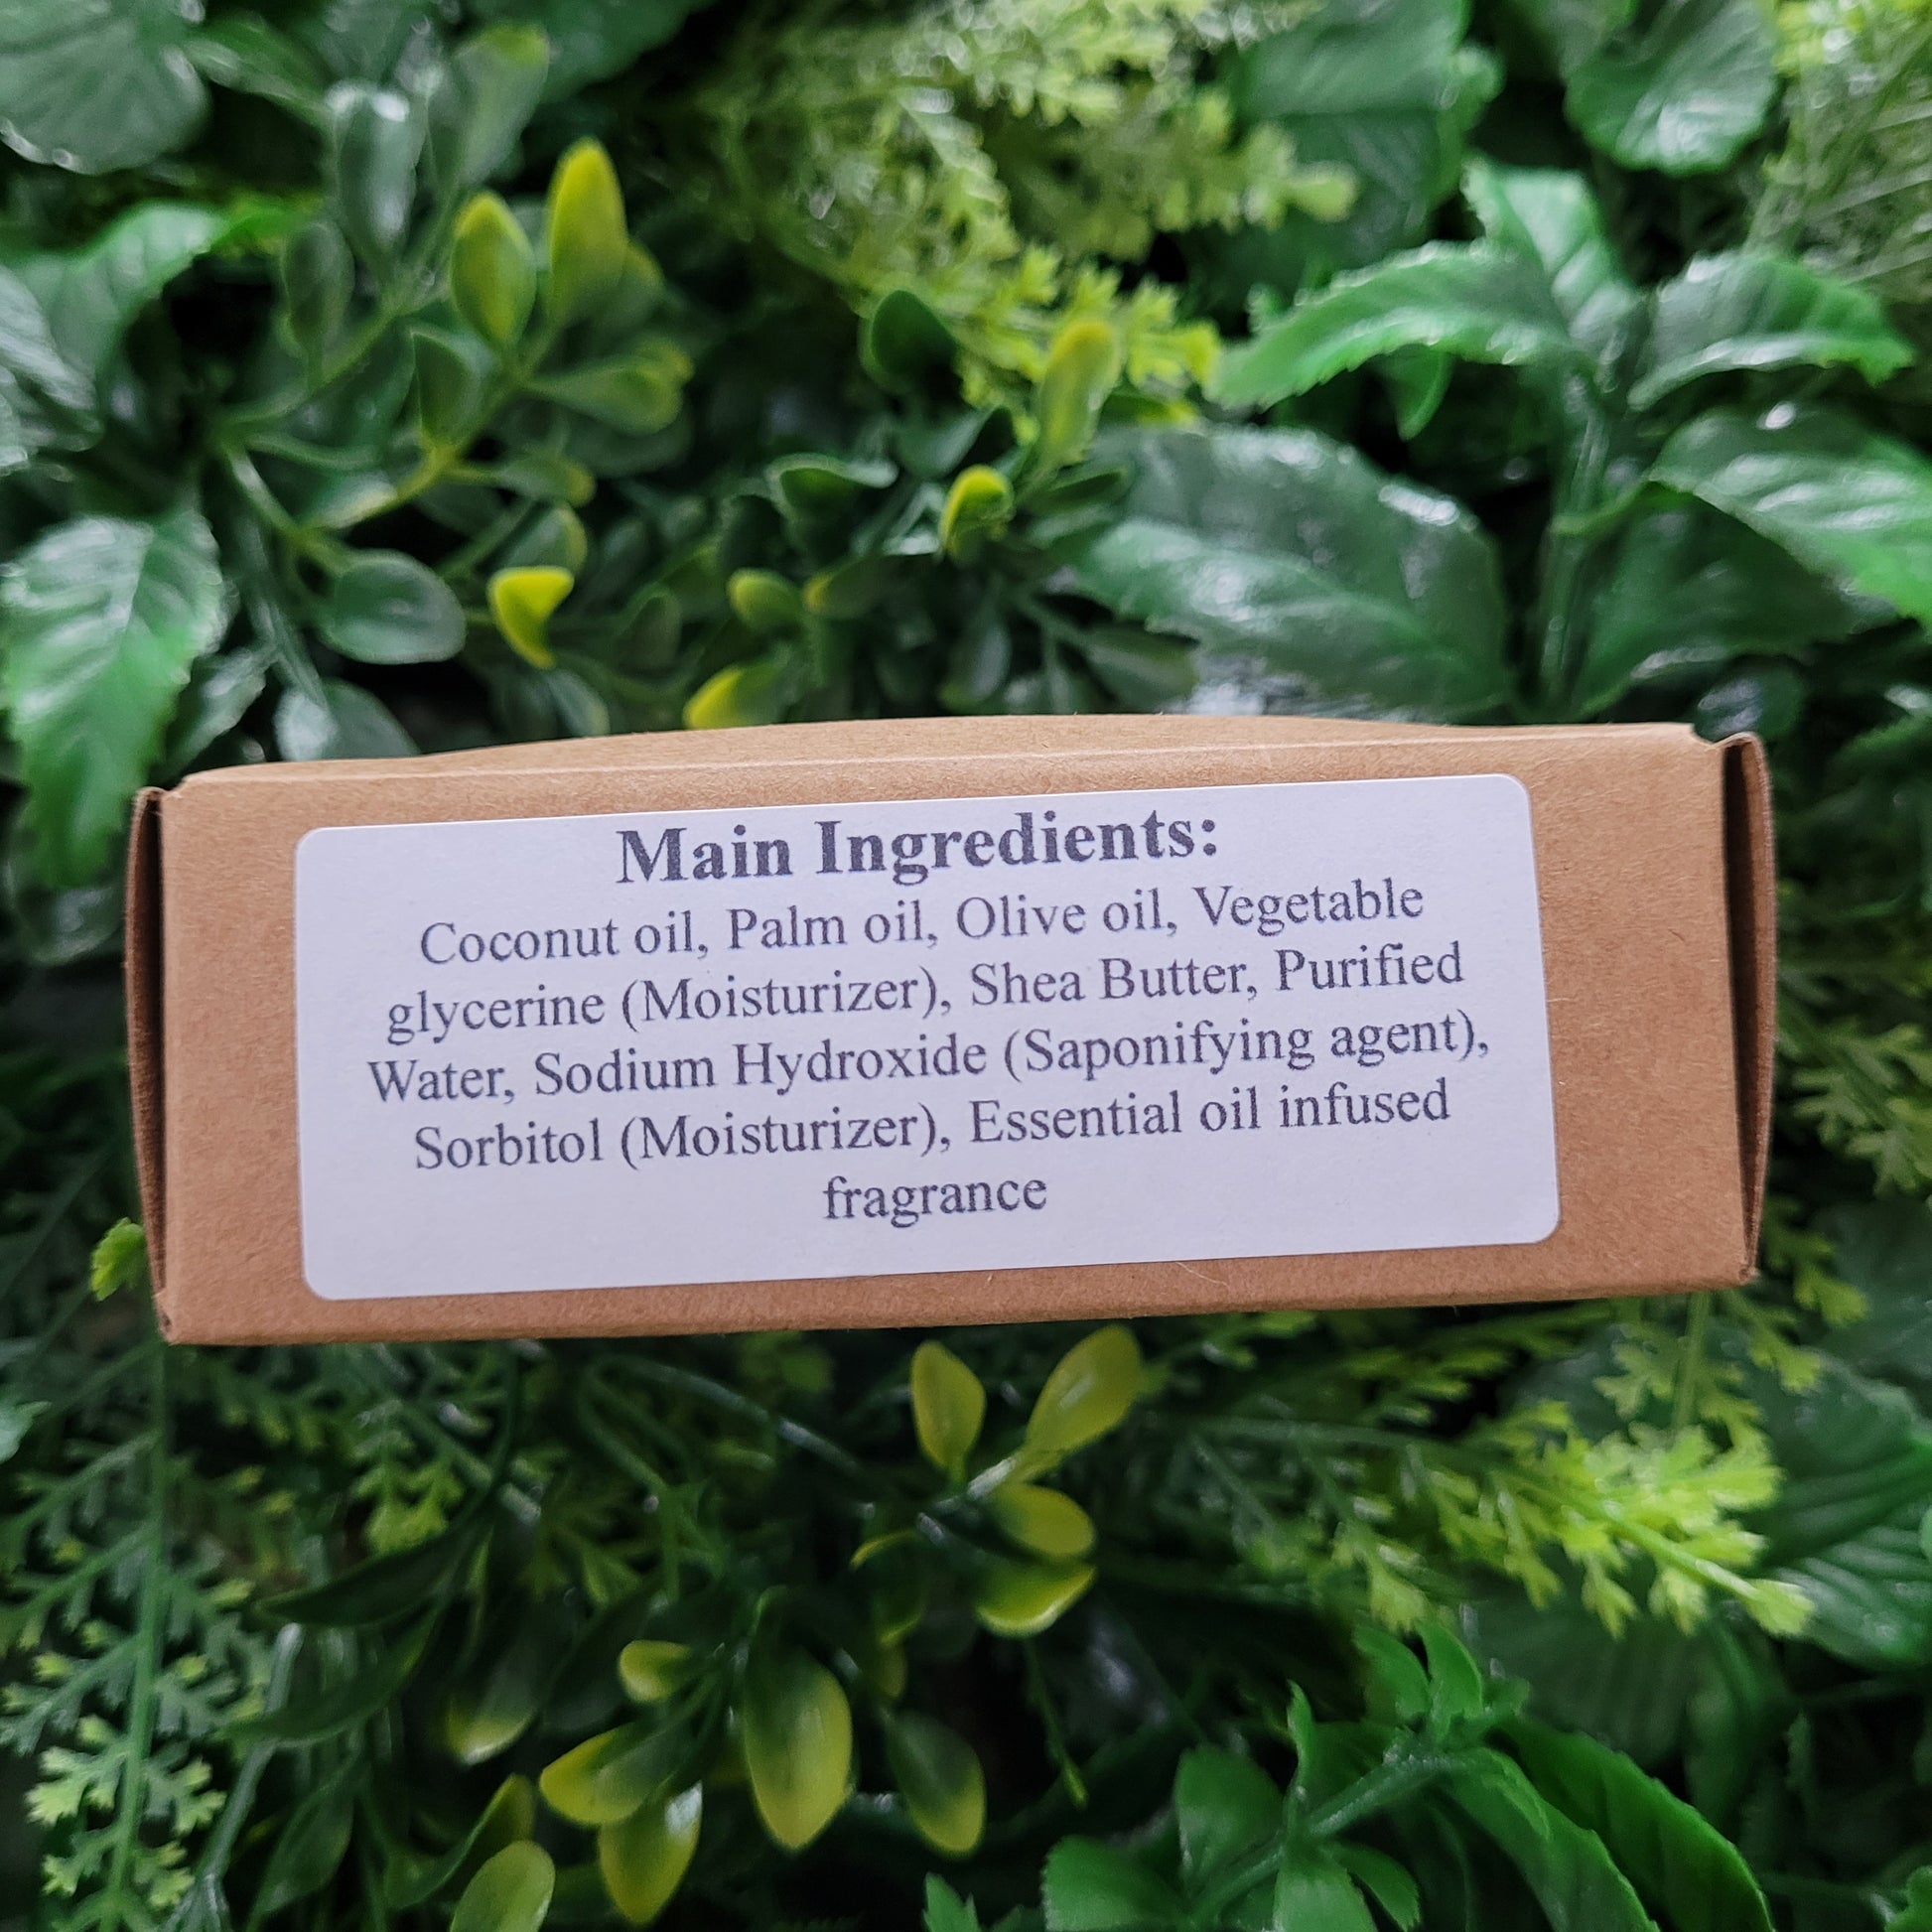 Main Ingredients:
Coconut oil, Palm oil, Olive oil, Vegetable
glycerine (Moisturizer), Shea Butter, Purified
Water, Sodium Hydroxide (Saponifying agent),
Sorbitol (Moisturizer), Essential oil infused
fragrance